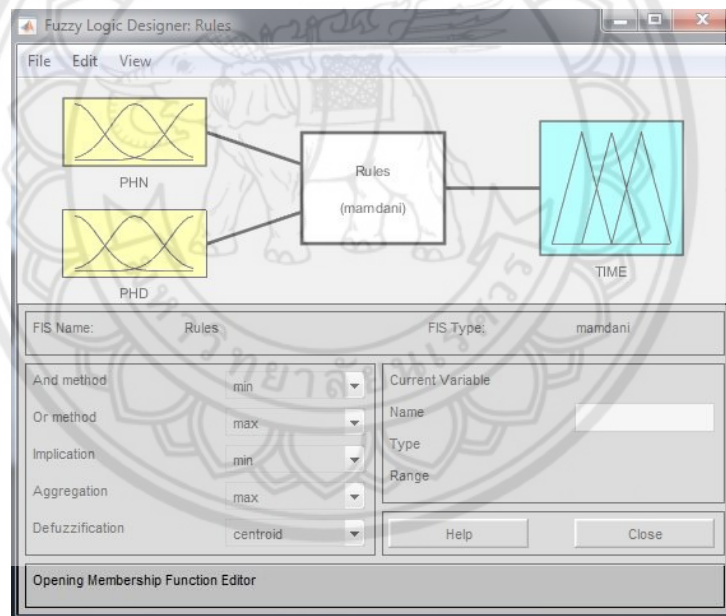 Fuzzy Logic Designer: Rules
File Edit View
PHN
PHD
Rules
(mamdani)
TIME
FIS Name: Rules FIS Type: mamdani
And method min
Or method max
Implication min
Aggregation max
Defuzzification centroid
Current Variable
Name
Type
Range
Help Close
Opening Membership Function Editor